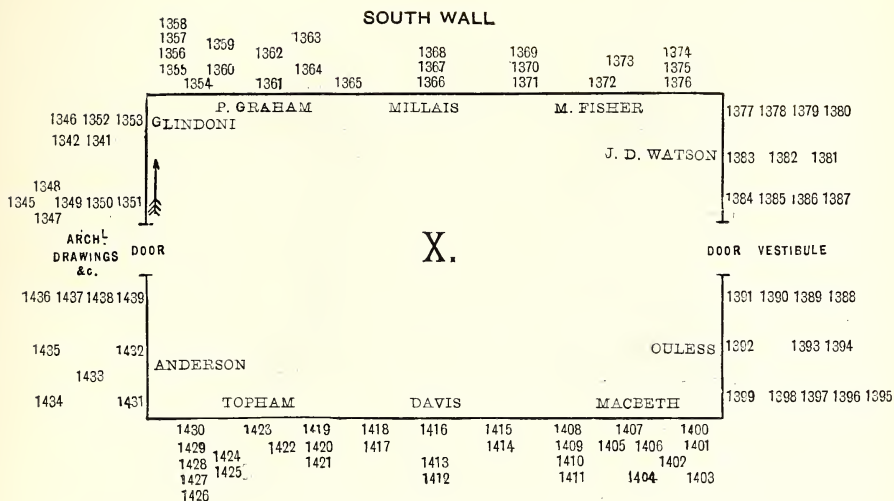 SOUTH WALL
1358
1357 1359 1362 1363 1368 1369 1373 1374
1356 1367 1370 1375
1355 1360 1364 1366 1371 1372 1376
1354 1361 1365
P. GRAHAM MILLAIS M. FISHER
1346 1352 1353 GLINDONI 1377 1378 1379 1380
1342 1341
J. D. WATSON 1383 1382 1381
1348
1345 1349 1350 1351 1384 1385 1386 1387
1347
ARCHL DRAWINGS &c. DOOR X. DOOR VESTIBULE
1436 1437 1438 1439 1391 1390 1389 1388
1435 1432 OULESS 1392 1393 1394
ANDERSON
1433
1434 1431 TOPHAM DAVIS MACBETH 1399 1398 1397 1396 1395
1430 1423 1419 1418 1416 1415 1408 1407 1400
1429 1424 1422 1420 1417 1414 1409 1405 1406 1401
1428 1425 1421 1413 1410 1402
1427 1412 1411 1404 1403
1426